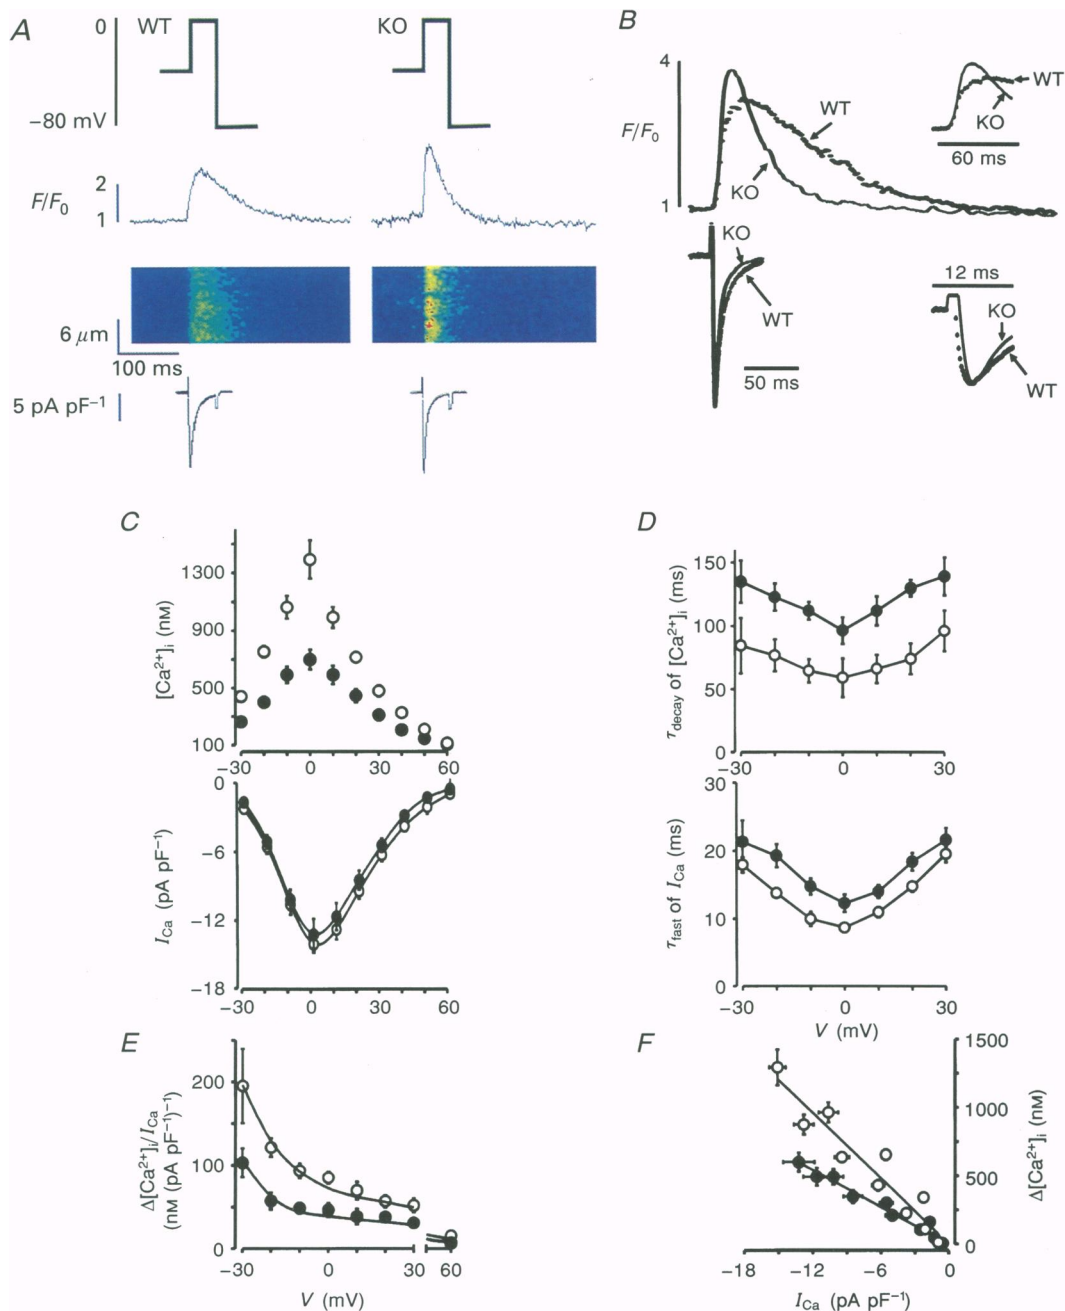 A
0
−80 mV
WT
KO
F/F0
2
1
6 μm
100 ms
5 pA pF−1
B
4
F/F0
1
WT
KO
WT
KO
60 ms
KO
WT
50 ms
12 ms
KO
WT
C
1300
900
500
100
[Ca2+]i (nM)
−30 0 30 60
0
−6
−12
−18
ICa (pA pF−1)
−30 0 30 60
D
150
100
50
0
τdecay of [Ca2+]i (ms)
−30 0 30
30
20
10
0
τfast of ICa (ms)
−30 0 30
V (mV)
E
200
100
0
Δ[Ca2+]i/ICa
(nM (pA pF−1)−1)
−30 0 30 60
V (mV)
F
1500
1000
500
0
Δ[Ca2+]i (nM)
−18 −12 −6 0
ICa (pA pF−1)